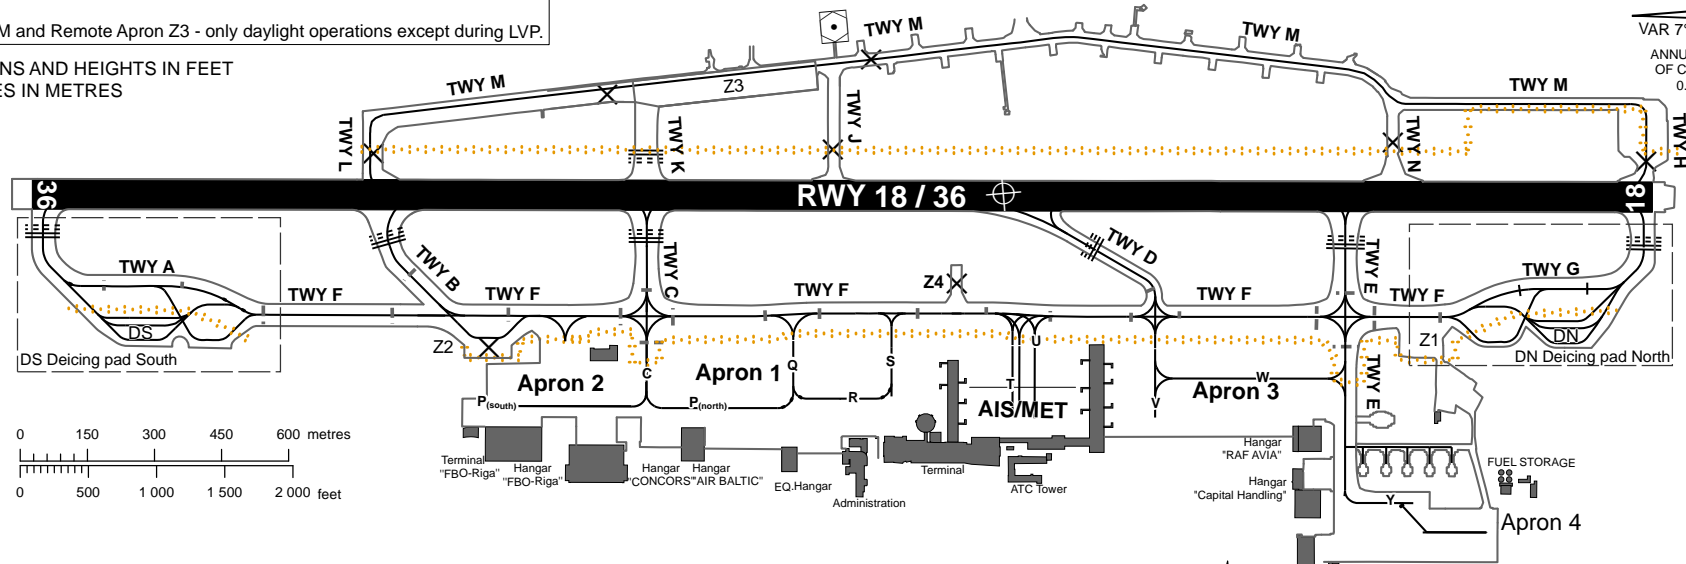 M and Remote Apron Z3 - only daylight operations except during LVP.
NS AND HEIGHTS IN FEET
ES IN METRES
VAR 7°
ANNU
OF C
0.
TWY M
TWY M
TWY M
TWY M
Z3
TWY L
TWY K
TWY J
TWY N
TWY H
36
RWY 18 / 36
18
TWY A
TWY F
TWY B
TWY F
TWY C
TWY F
Z4
TWY D
TWY F
TWY E
TWY F
TWY G
DS
DS Deicing pad South
Z2
Z1
DN
DN Deicing pad North
Apron 2
C
Apron 1
Q
S
U
T
AIS/MET
W
V
Apron 3
TWY E
P(south)
P(north)
R
0 150 300 450 600 metres
0 500 1 000 1 500 2 000 feet
Terminal
"FBO-Riga"
Hangar
"FBO-Riga"
Hangar
"CONCORS"
Hangar
"AIR BALTIC"
EQ.Hangar
Administration
Terminal
ATC Tower
Hangar
"RAF AVIA"
Hangar
"Capital Handling"
FUEL STORAGE
Y
Apron 4